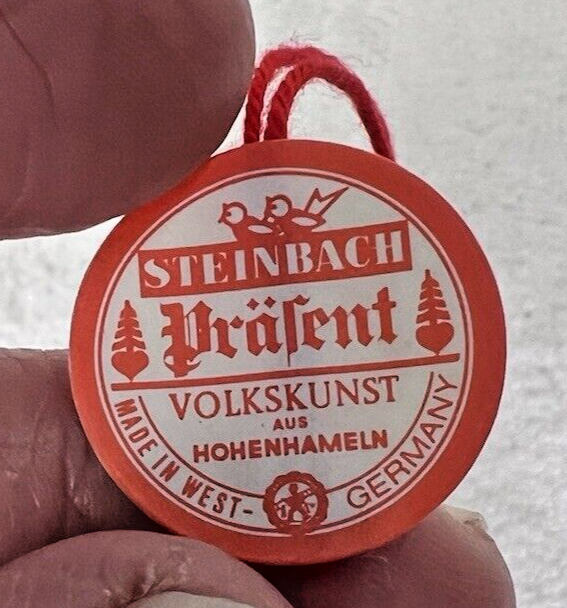 STEINBACH
Präſent
VOLKSKUNST
AUS
HOHENHAMELN
MADE IN WEST-GERMANY